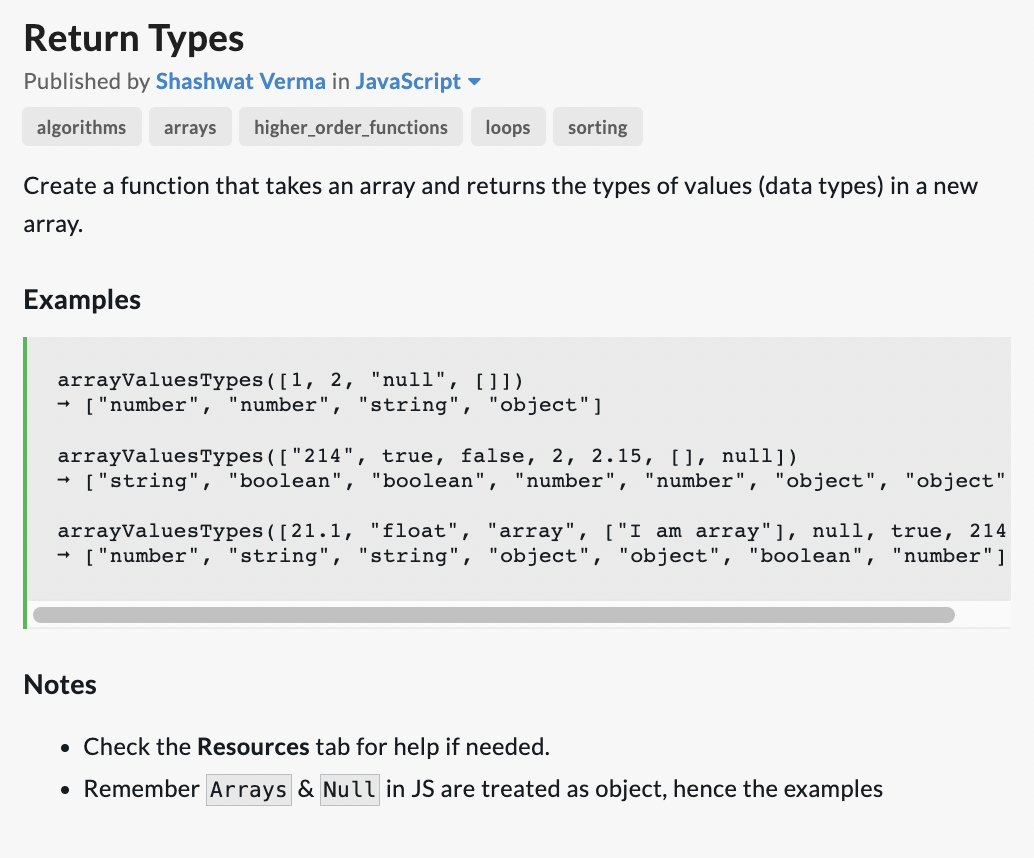 Return Types
Published by Shashwat Verma in JavaScript
algorithms arrays higher_order_functions loops sorting
Create a function that takes an array and returns the types of values (data types) in a new
array.
Examples
arrayValuesTypes([1, 2, "null", []])
→ ["number", "number", "string", "object"]
arrayValuesTypes(["214", true, false, 2, 2.15, [], null])
→ ["string", "boolean", "boolean", "number", "number", "object", "object"
arrayValuesTypes([21.1, "float", "array", ["I am array"], null, true, 214
→ ["number", "string", "string", "object", "object", "boolean", "number"]
Notes
• Check the Resources tab for help if needed.
• Remember Arrays & Null in JS are treated as object, hence the examples